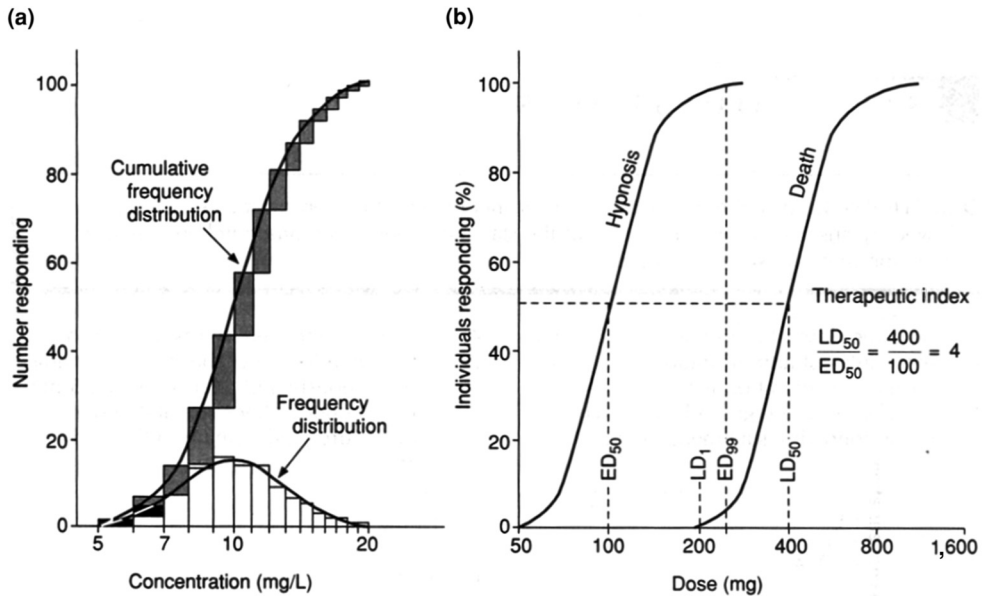 (a)
100
80
60
40
20
0
Number responding
Cumulative
frequency
distribution
Frequency
distribution
5 7 10 20
Concentration (mg/L)
(b)
100
80
60
40
20
0
Individuals responding (%)
Hypnosis
Death
Therapeutic index
LD50 / ED50 = 400 / 100 = 4
ED50
LD1
ED99
LD50
50 100 200 400 800 1,600
Dose (mg)